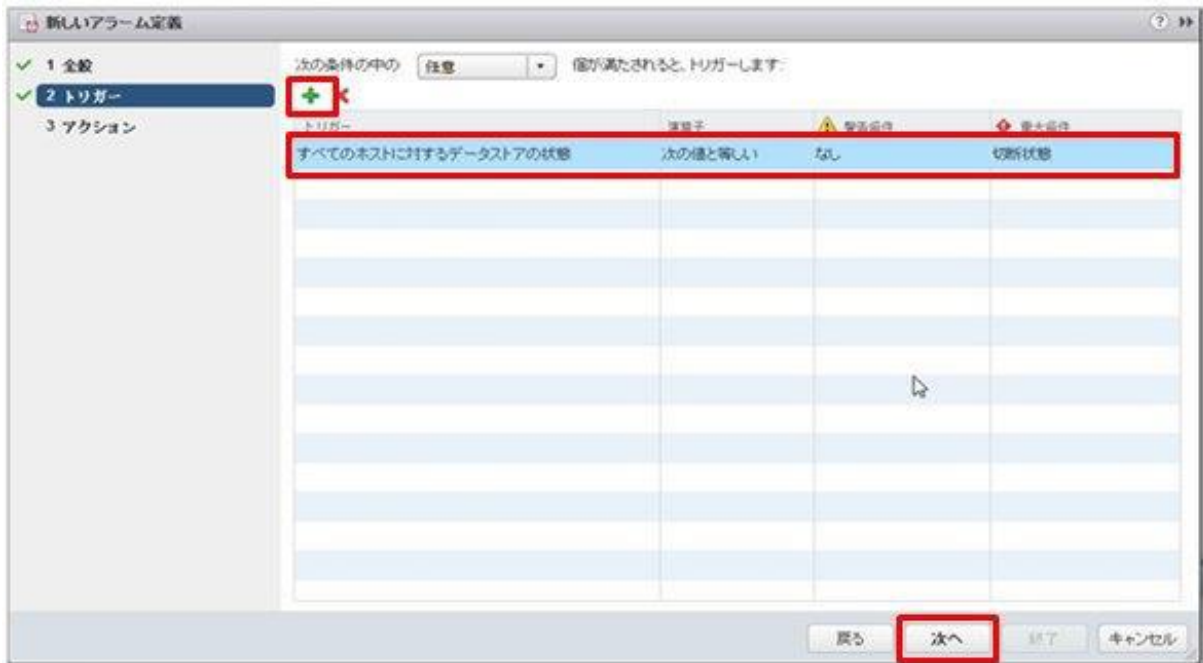 新しいアラーム定義
1 全般
2 トリガー
3 アクション
次の条件の中の 任意 個が満たされると、トリガーします:
トリガー 演算子 警告条件 重大条件
すべてのホストに対するデータストアの状態 次の値と等しい なし 切断状態
戻る 次へ 終了 キャンセル